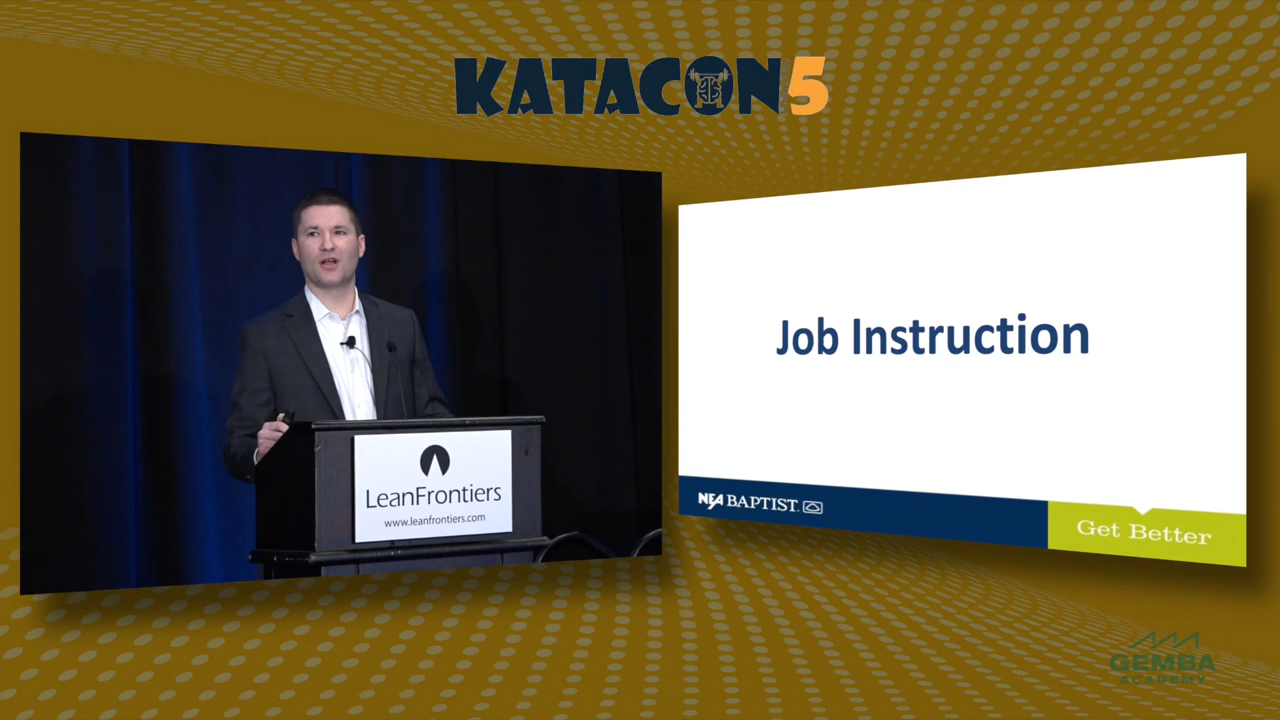 KATACON5
Job Instruction
LeanFrontiers
www.leanfrontiers.com
NEA BAPTIST.
Get Better
GEMBA
ACADEMY